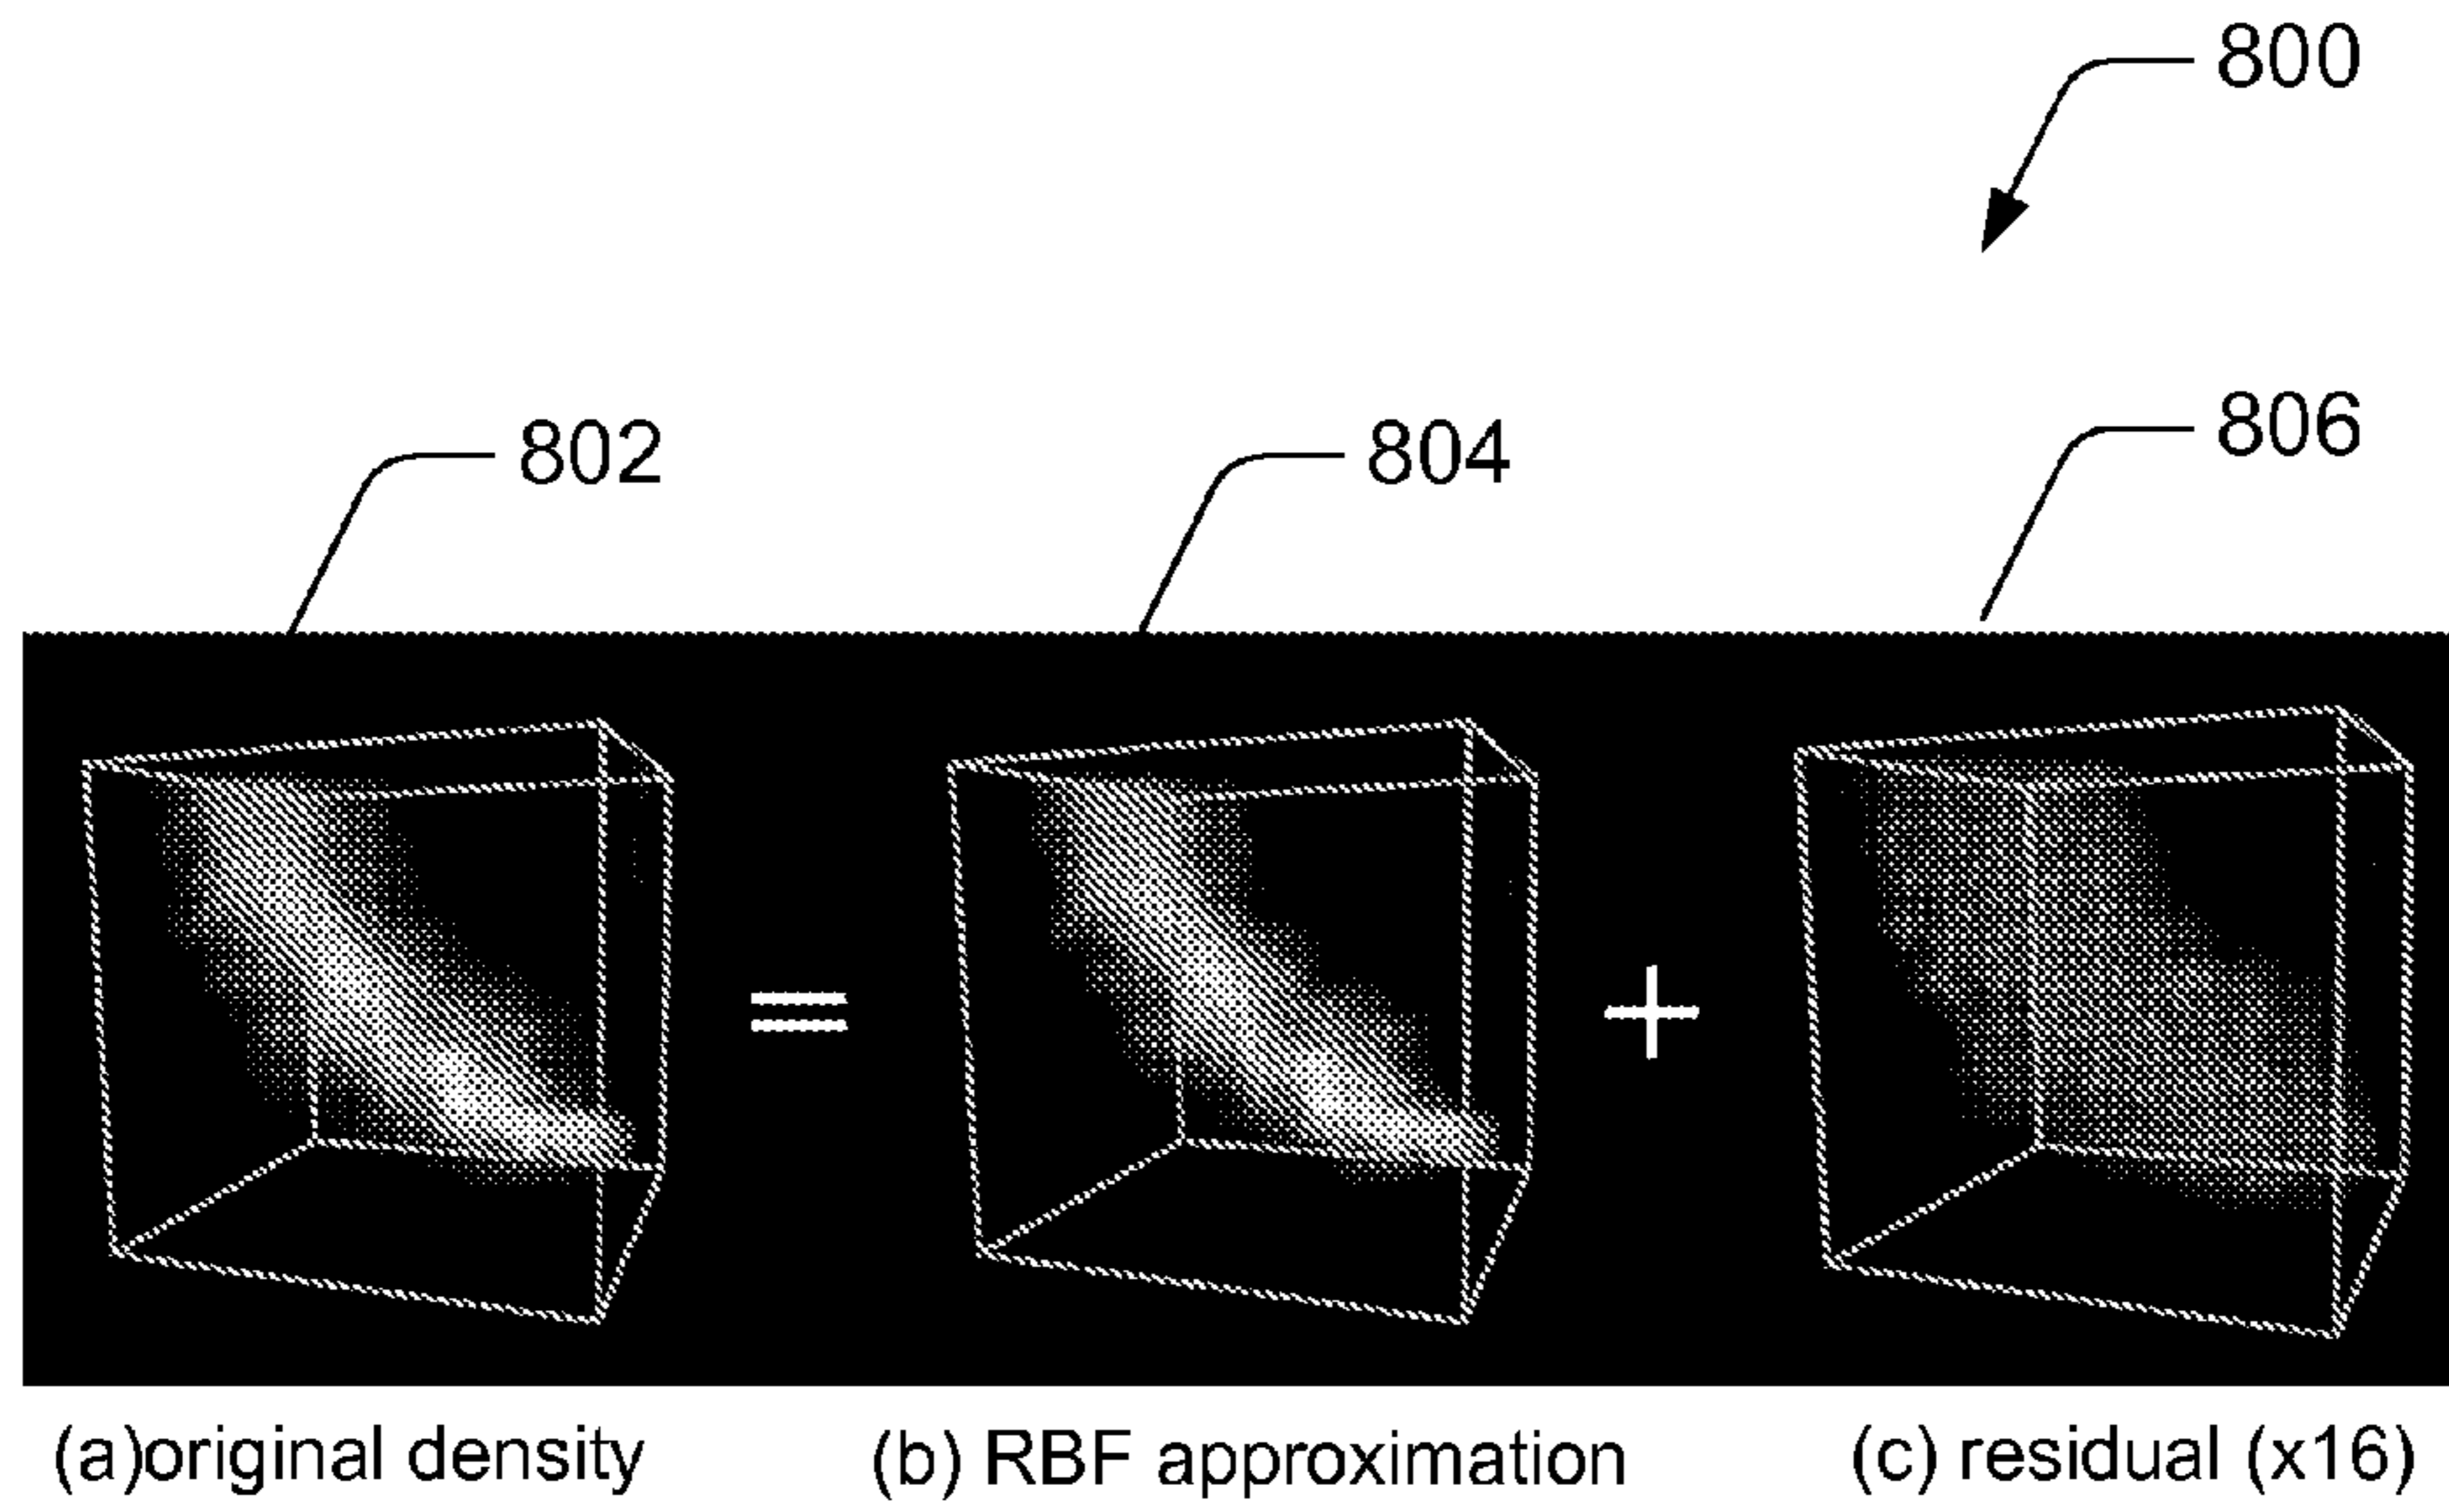 800
802
804
806
= +
(a)original density
(b) RBF approximation
(c) residual (x16)